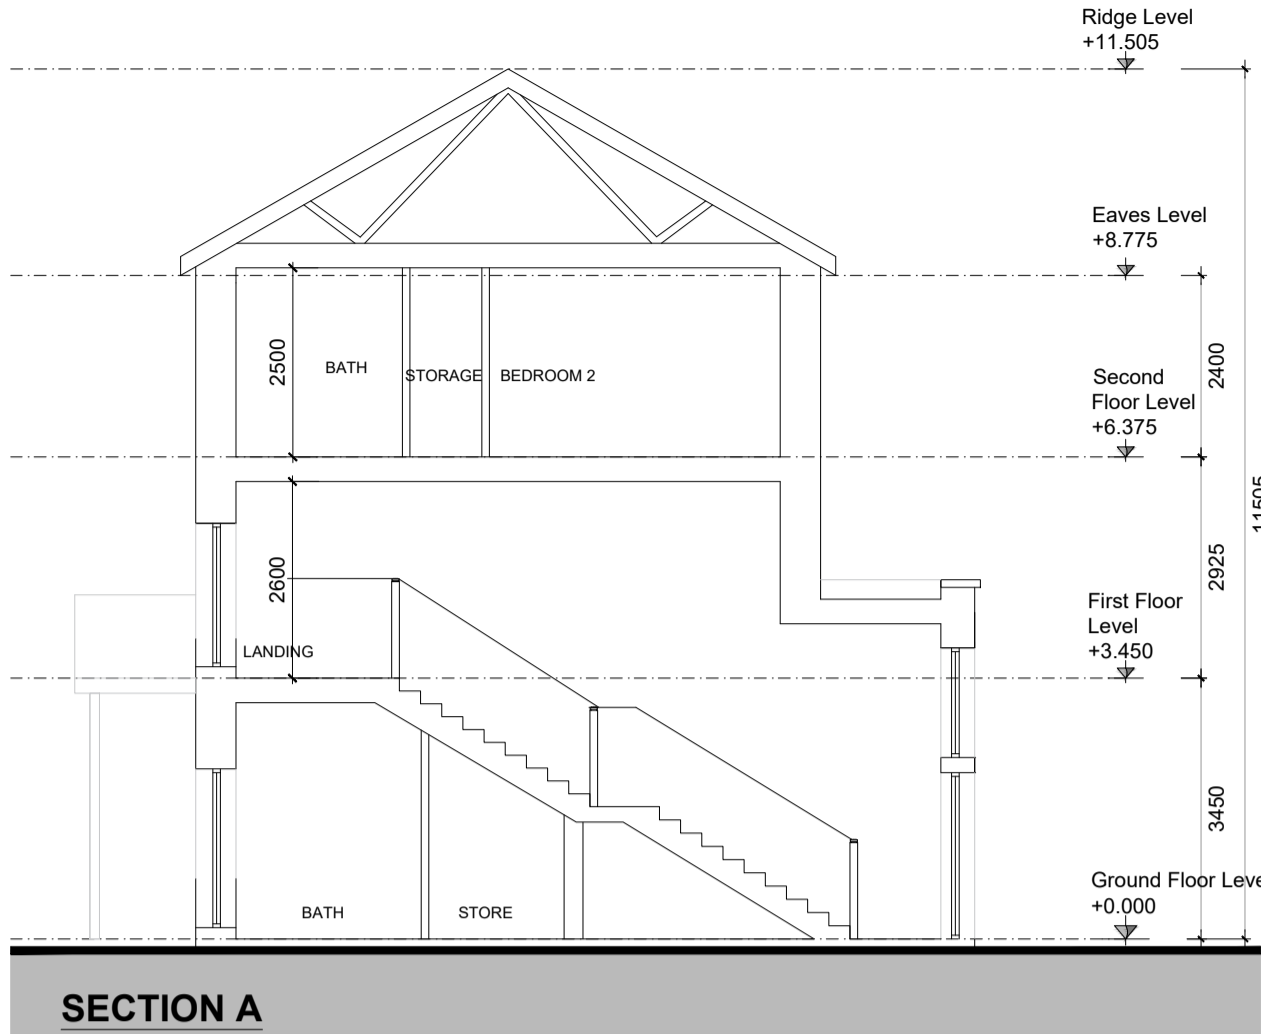 Ridge Level
+11.505
Eaves Level
+8.775
2500
BATH
STORAGE
BEDROOM 2
2400
Second
Floor Level
+6.375
11505
2600
2925
First Floor
Level
+3.450
LANDING
3450
Ground Floor Leve
+0.000
BATH
STORE
SECTION A